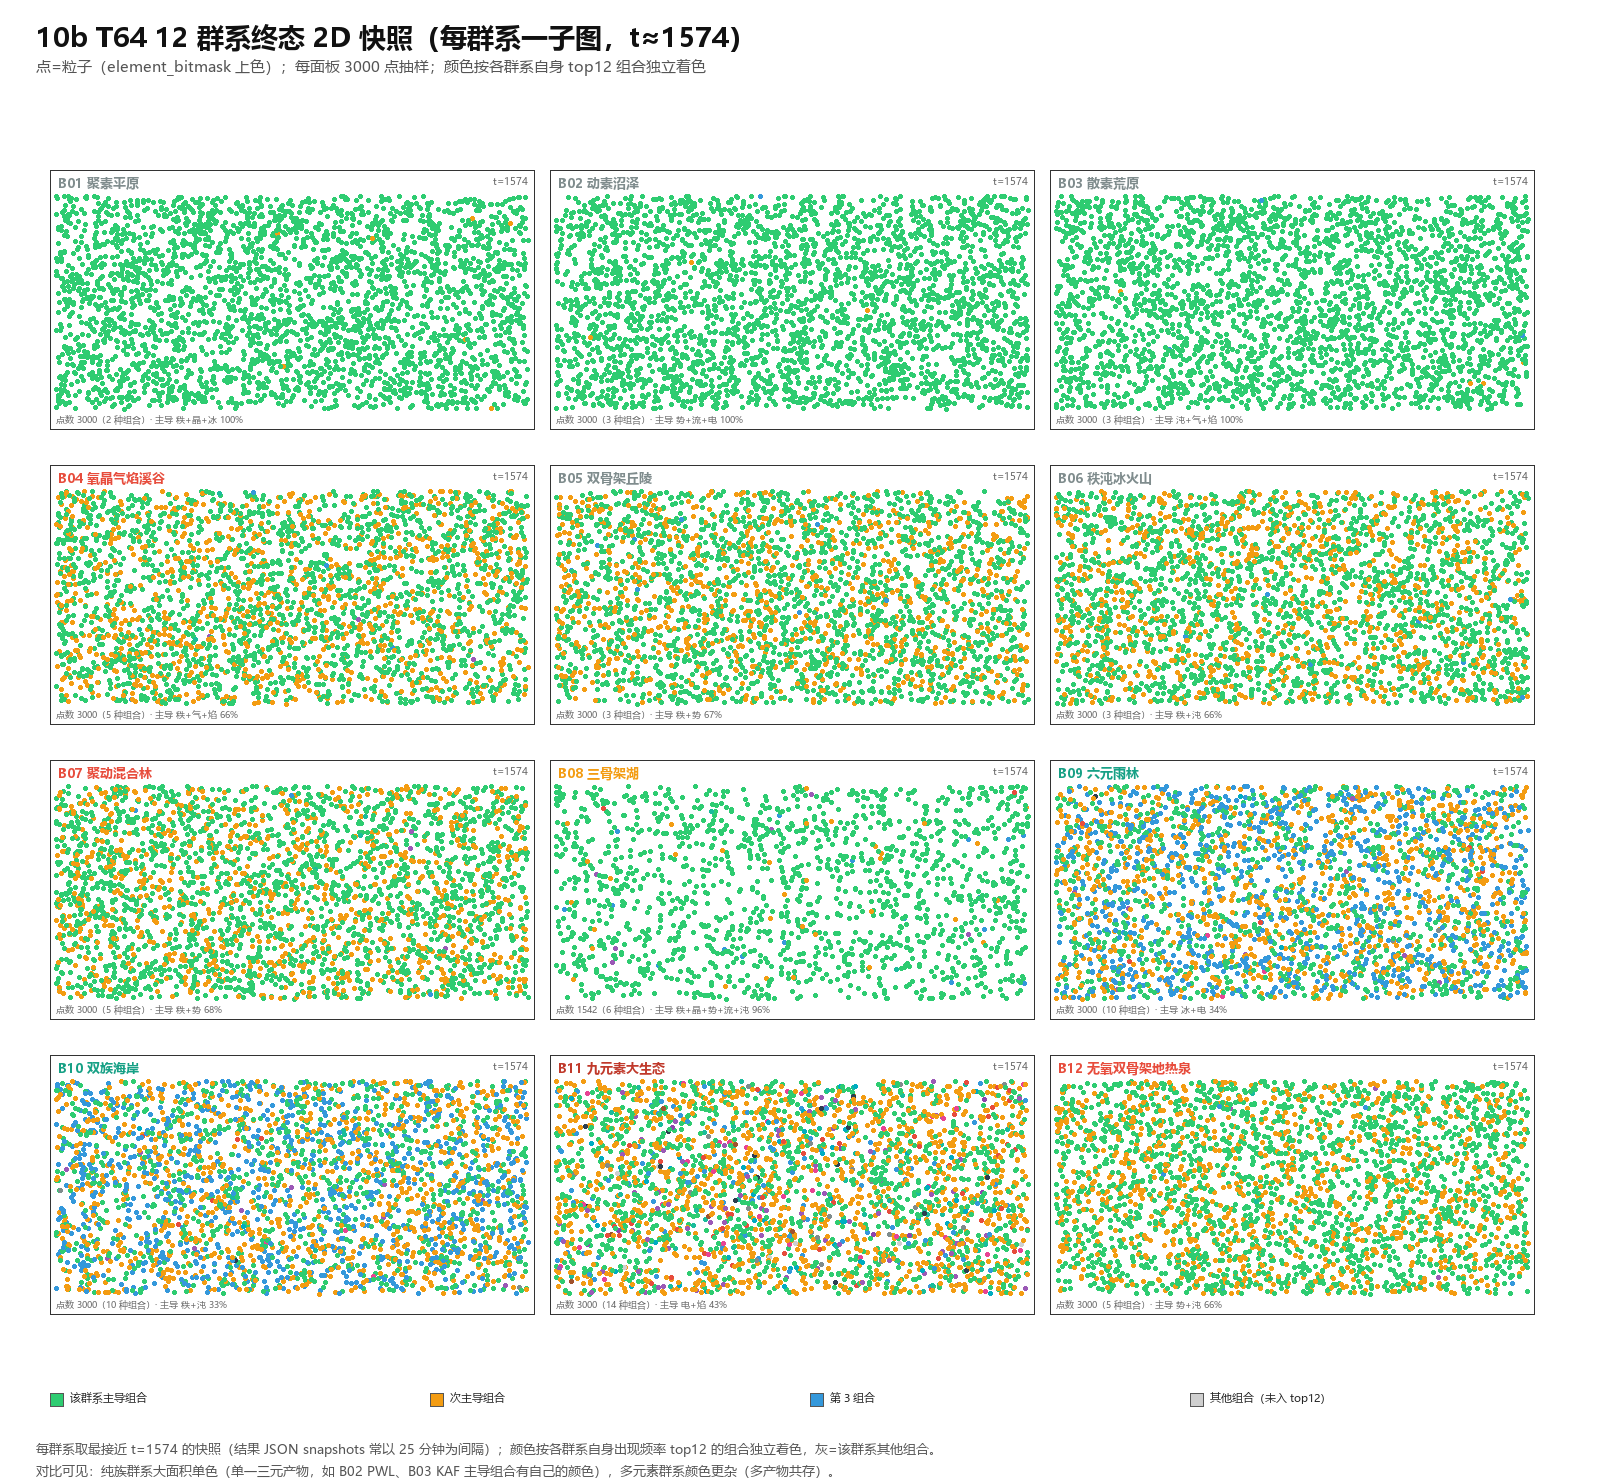 10b T64 12 群系终态 2D 快照（每群系一子图，t≈1574）
点=粒子（element_bitmask 上色）；每面板 3000 点抽样；颜色按各群系自身 top12 组合独立着色
B01 聚素平原 t=1574
点数 3000（2 种组合）· 主导 秩+晶+冰 100%
B02 动素沼泽 t=1574
点数 3000（3 种组合）· 主导 势+流+电 100%
B03 散素荒原 t=1574
点数 3000（3 种组合）· 主导 沌+气+焰 100%
B04 氧晶气焰溪谷 t=1574
点数 3000（5 种组合）· 主导 秩+气+焰 66%
B05 双骨架丘陵 t=1574
点数 3000（3 种组合）· 主导 秩+势 67%
B06 秩沌冰火山 t=1574
点数 3000（3 种组合）· 主导 秩+沌 66%
B07 聚动混合林 t=1574
点数 3000（5 种组合）· 主导 秩+势 68%
B08 三骨架湖 t=1574
点数 1542（6 种组合）· 主导 秩+晶+势+流+沌 96%
B09 六元雨林 t=1574
点数 3000（10 种组合）· 主导 冰+电 34%
B10 双族海岸 t=1574
点数 3000（10 种组合）· 主导 秩+沌 33%
B11 九元素大生态 t=1574
点数 3000（14 种组合）· 主导 电+焰 43%
B12 无氧双骨架地热泉 t=1574
点数 3000（5 种组合）· 主导 势+沌 66%
该群系主导组合
次主导组合
第 3 组合
其他组合（未入 top12）
每群系取最接近 t=1574 的快照（结果 JSON snapshots 常以 25 分钟为间隔）；颜色按各群系自身出现频率 top12 的组合独立着色，灰=该群系其他组合。
对比可见：纯族群系大面积单色（单一三元产物，如 B02 PWL、B03 KAF 主导组合有自己的颜色），多元素群系颜色更杂（多产物共存）。